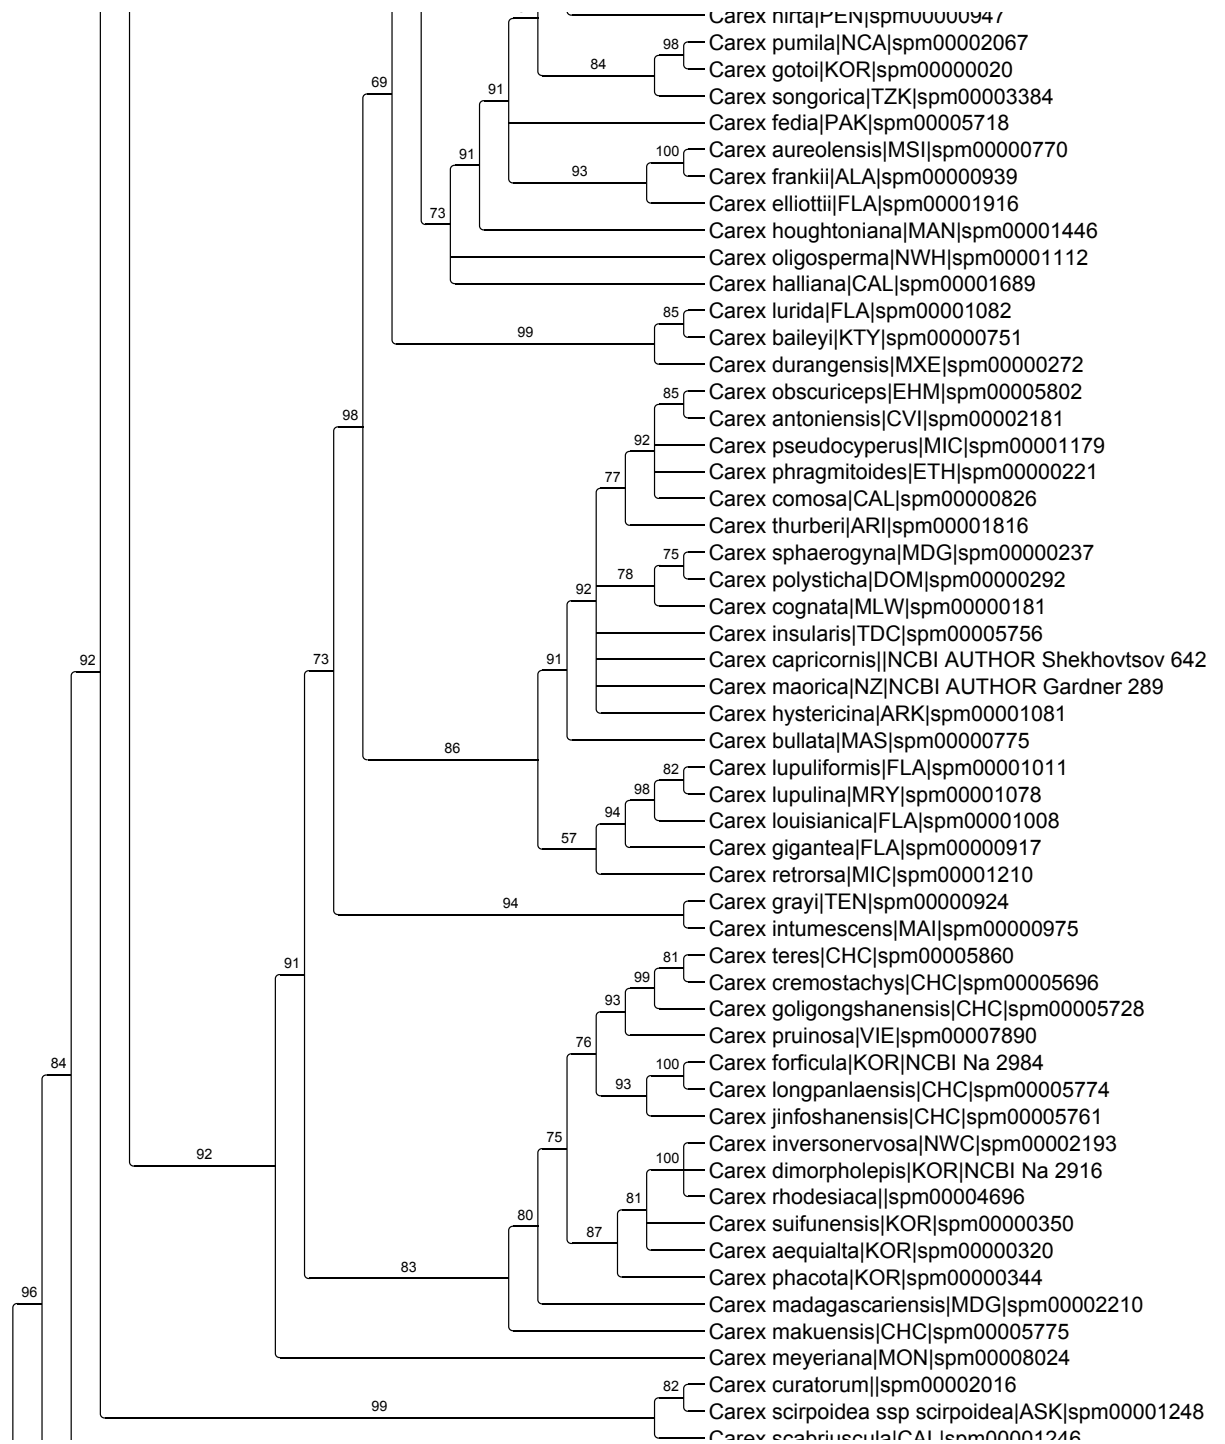 Carex hirta|PEN|spm00000947
98
Carex pumila|NCA|spm00002067
84
Carex gotoi|KOR|spm00000020
69
91
Carex songorica|TZK|spm00003384
Carex fedia|PAK|spm00005718
91
100
Carex aureolensis|MSI|spm00000770
93
Carex frankii|ALA|spm00000939
73
Carex elliottii|FLA|spm00001916
Carex houghtoniana|MAN|spm00001446
Carex oligosperma|NWH|spm00001112
Carex halliana|CAL|spm00001689
85
Carex lurida|FLA|spm00001082
99
Carex baileyi|KTY|spm00000751
Carex durangensis|MXE|spm00000272
85
Carex obscuriceps|EHM|spm00005802
98
Carex antoniensis|CVI|spm00002181
92
Carex pseudocyperus|MIC|spm00001179
77
Carex phragmitoides|ETH|spm00000221
Carex comosa|CAL|spm00000826
Carex thurberi|ARI|spm00001816
75
Carex sphaerogyna|MDG|spm00000237
78
Carex polysticha|DOM|spm00000292
92
Carex cognata|MLW|spm00000181
Carex insularis|TDC|spm00005756
92
73
91
Carex capricornis||NCBI AUTHOR Shekhovtsov 642
Carex maorica|NZ|NCBI AUTHOR Gardner 289
Carex hystericina|ARK|spm00001081
86
Carex bullata|MAS|spm00000775
82
Carex lupuliformis|FLA|spm00001011
98
Carex lupulina|MRY|spm00001078
94
Carex louisianica|FLA|spm00001008
57
Carex gigantea|FLA|spm00000917
Carex retrorsa|MIC|spm00001210
94
Carex grayi|TEN|spm00000924
Carex intumescens|MAI|spm00000975
91
81
Carex teres|CHC|spm00005860
99
Carex cremostachys|CHC|spm00005696
93
Carex goligongshanensis|CHC|spm00005728
76
Carex pruinosa|VIE|spm00007890
84
100
Carex forficula|KOR|NCBI Na 2984
93
Carex longpanlaensis|CHC|spm00005774
Carex jinfoshanensis|CHC|spm00005761
75
Carex inversonervosa|NWC|spm00002193
92
100
Carex dimorpholepis|KOR|NCBI Na 2916
81
Carex rhodesiaca||spm00004696
80
Carex suifunensis|KOR|spm00000350
87
Carex aequialta|KOR|spm00000320
83
Carex phacota|KOR|spm00000344
96
Carex madagascariensis|MDG|spm00002210
Carex makuensis|CHC|spm00005775
Carex meyeriana|MON|spm00008024
82
Carex curatorum||spm00002016
99
Carex scirpoidea ssp scirpoidea|ASK|spm00001248
Carex scabriuscula|CAL|spm00001246